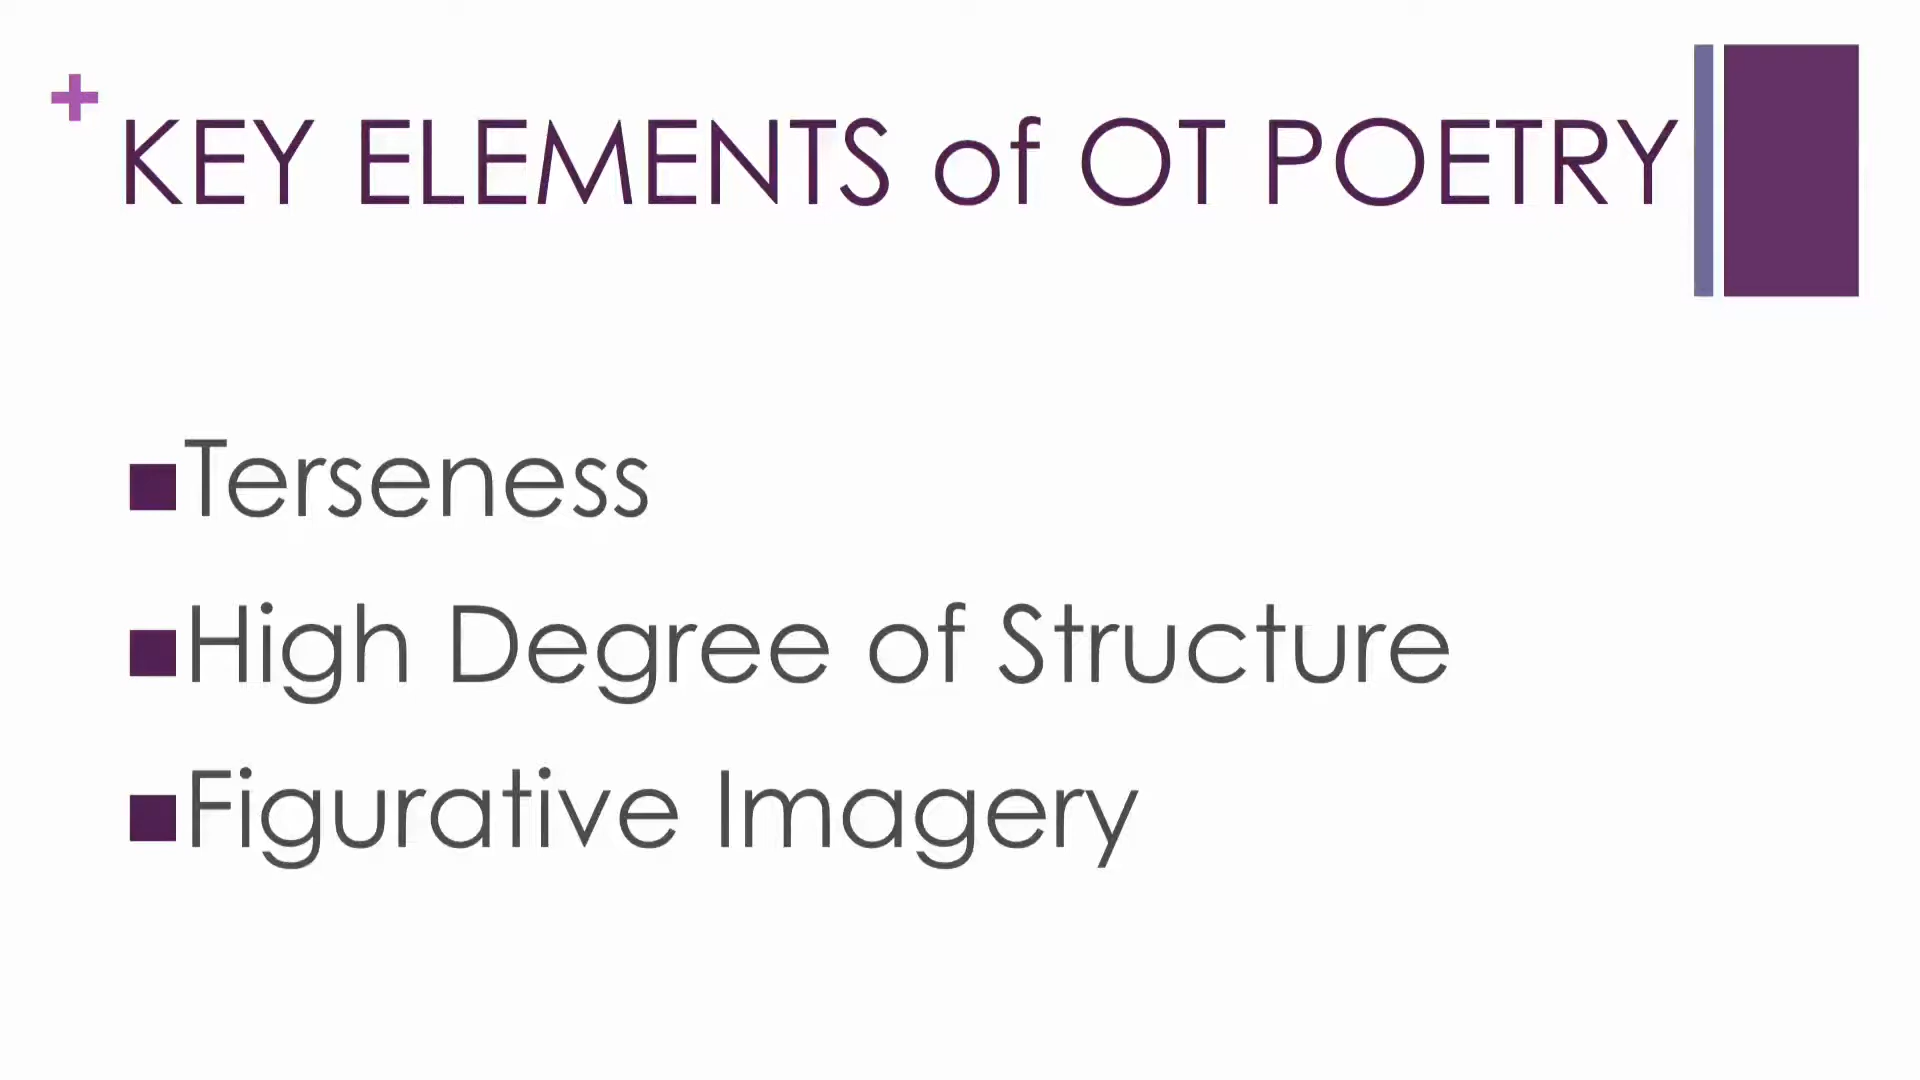 KEY ELEMENTS of OT POETRY
Terseness
High Degree of Structure
Figurative Imagery